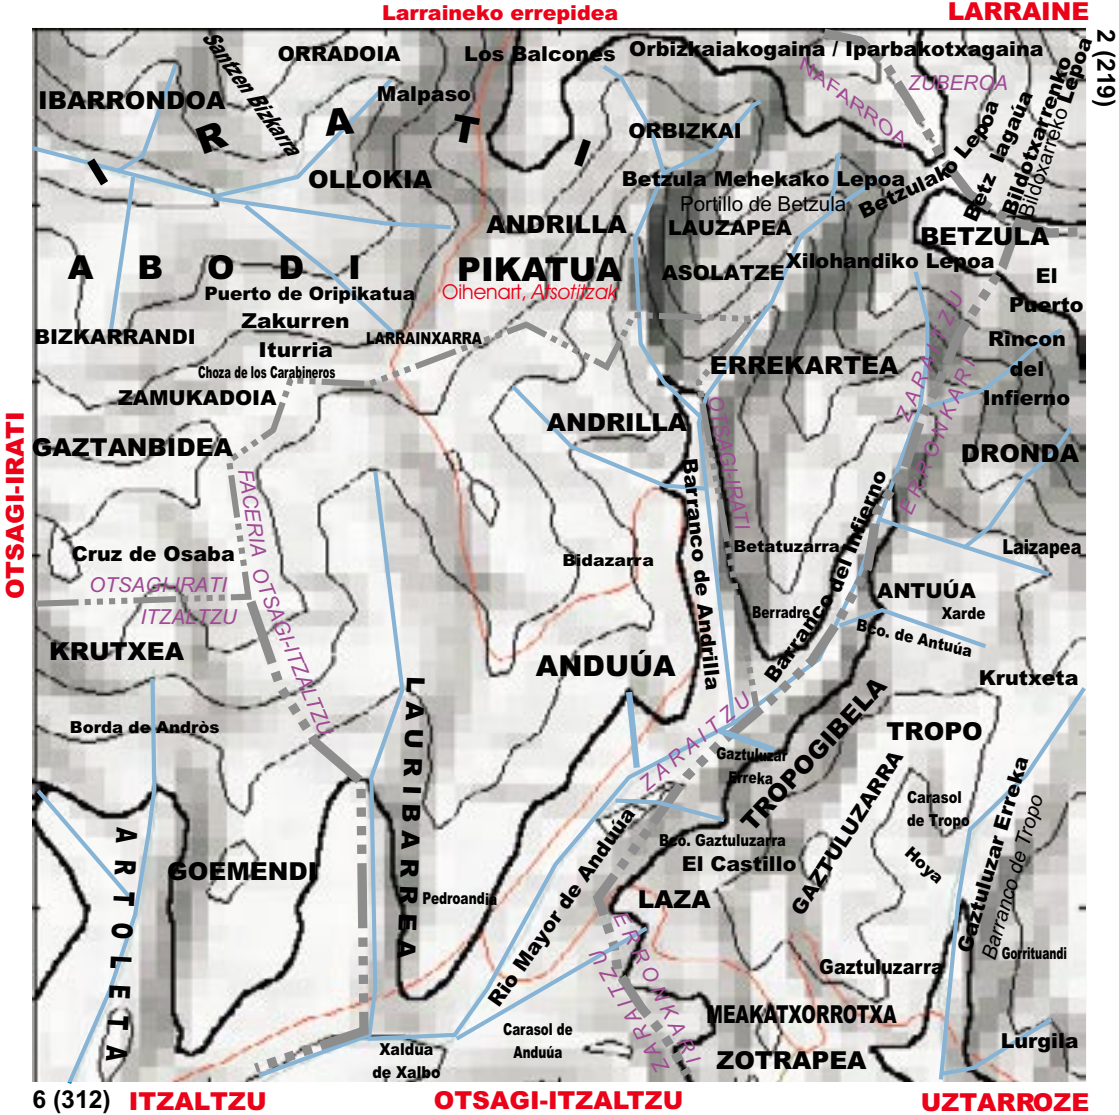 Larraineko errepidea
LARRAINE
2 (219)
Santzen Bizkarra
ORRADOIA
Los Balcones
Orbizkaiakogaina / Iparbakotxagaina
NAFARROA
ZUBEROA
IBARRONDOA
Malpaso
I R A T I
ORBIZKAI
OLLOKIA
Betzula Mehekako Lepoa
Portillo de Betzula
Betzulako Lepoa
Betz Iagaúa
Bildotxarrenko Lepoa
Bildoxarreko Lepoa
ANDRILLA
LAUZAPEA
BETZULA
A B O D I
PIKATUA
Oihenart, Atsotitzak
ASOLATZE
Xilohandiko Lepoa
El
Puerto
Puerto de Oripikatua
Zakurren
Iturria
BIZKARRANDI
LARRAINXARRA
Choza de los Carabineros
ZARAITZU
ERRONKARI
Rincon
del
Infierno
ERREKARTEA
ZAMUKADOIA
ANDRILLA
OTSAGI-IRATI
GAZTANBIDEA
DRONDA
OTSAGI-IRATI
FACERIA OTSAGI-ITZALTZU
Barranco de Andrilla
Barranco del Infierno
Cruz de Osaba
Bidazarra
Betatuzarra
Laizapea
OTSAGI-IRATI
ITZALTZU
ANTUÚA
Berradre
Xarde
Bco. de Antuúa
KRUTXEA
ANDUÚA
Krutxeta
LAURIBARREA
Borda de Andròs
ZARAITZU
TROPOGIBELA
TROPO
Gaztuluzar
Erreka
GAZTULUZARRA
Carasol
de Tropo
Gaztuluzar Erreka
Barranco de Tropo
ARTOLETA
GOEMENDI
Bco. Gaztuluzarra
El Castillo
Hoya
Pedroandia
Rio Mayor de Anduúa
LAZA
ERRONKARI
ZARAITZU
Gorrituandi
Gaztuluzarra
MEAKATXORROTXA
Carasol de
Anduúa
Xaldua
de Xalbo
ZOTRAPEA
Lurgila
6 (312)
ITZALTZU
OTSAGI-ITZALTZU
UZTARROZE